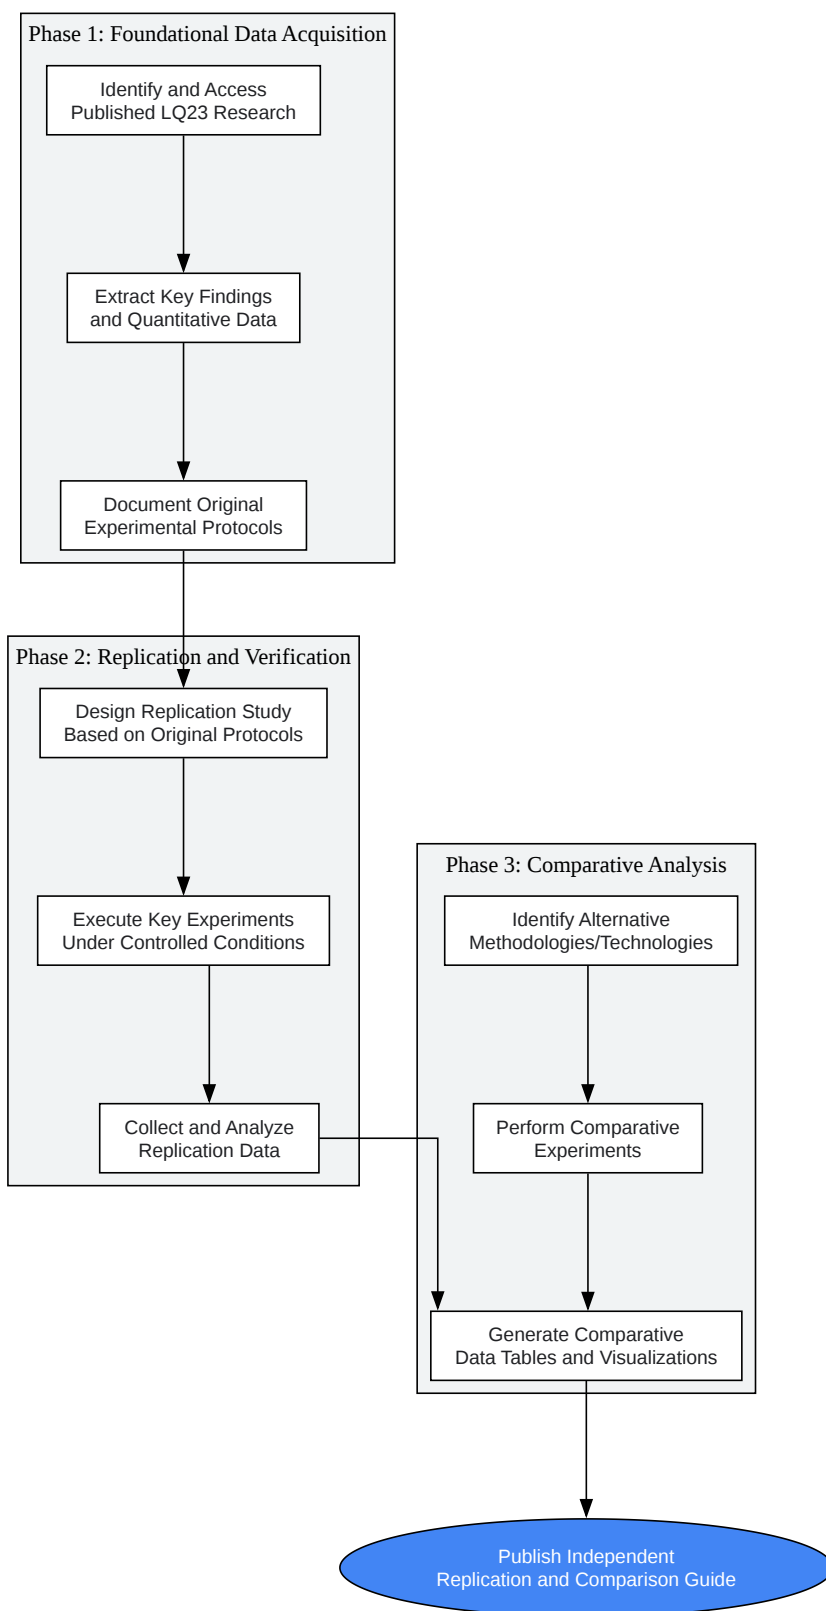 Phase 1: Foundational Data Acquisition
Identify and Access
Published LQ23 Research
Extract Key Findings
and Quantitative Data
Document Original
Experimental Protocols
Phase 2: Replication and Verification
Design Replication Study
Based on Original Protocols
Execute Key Experiments
Under Controlled Conditions
Collect and Analyze
Replication Data
Phase 3: Comparative Analysis
Identify Alternative
Methodologies/Technologies
Perform Comparative
Experiments
Generate Comparative
Data Tables and Visualizations
Publish Independent
Replication and Comparison Guide